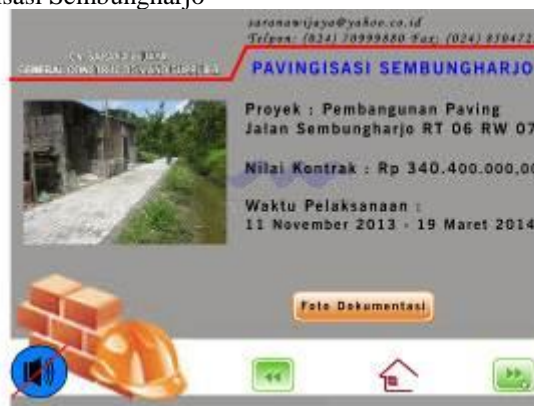 isasi Sembungharjo
saranawijaya@yahoo.co.id
Telpon: (024) 70999880 Fax: (024) 850472
PAVINGISASI SEMBUNGHARJO
Proyek : Pembangunan Paving
Jalan Sembungharjo RT 06 RW 07
Nilai Kontrak : Rp 340.400.000,00
Waktu Pelaksanaan :
11 November 2013 - 19 Maret 2014
Foto Dokumentasi